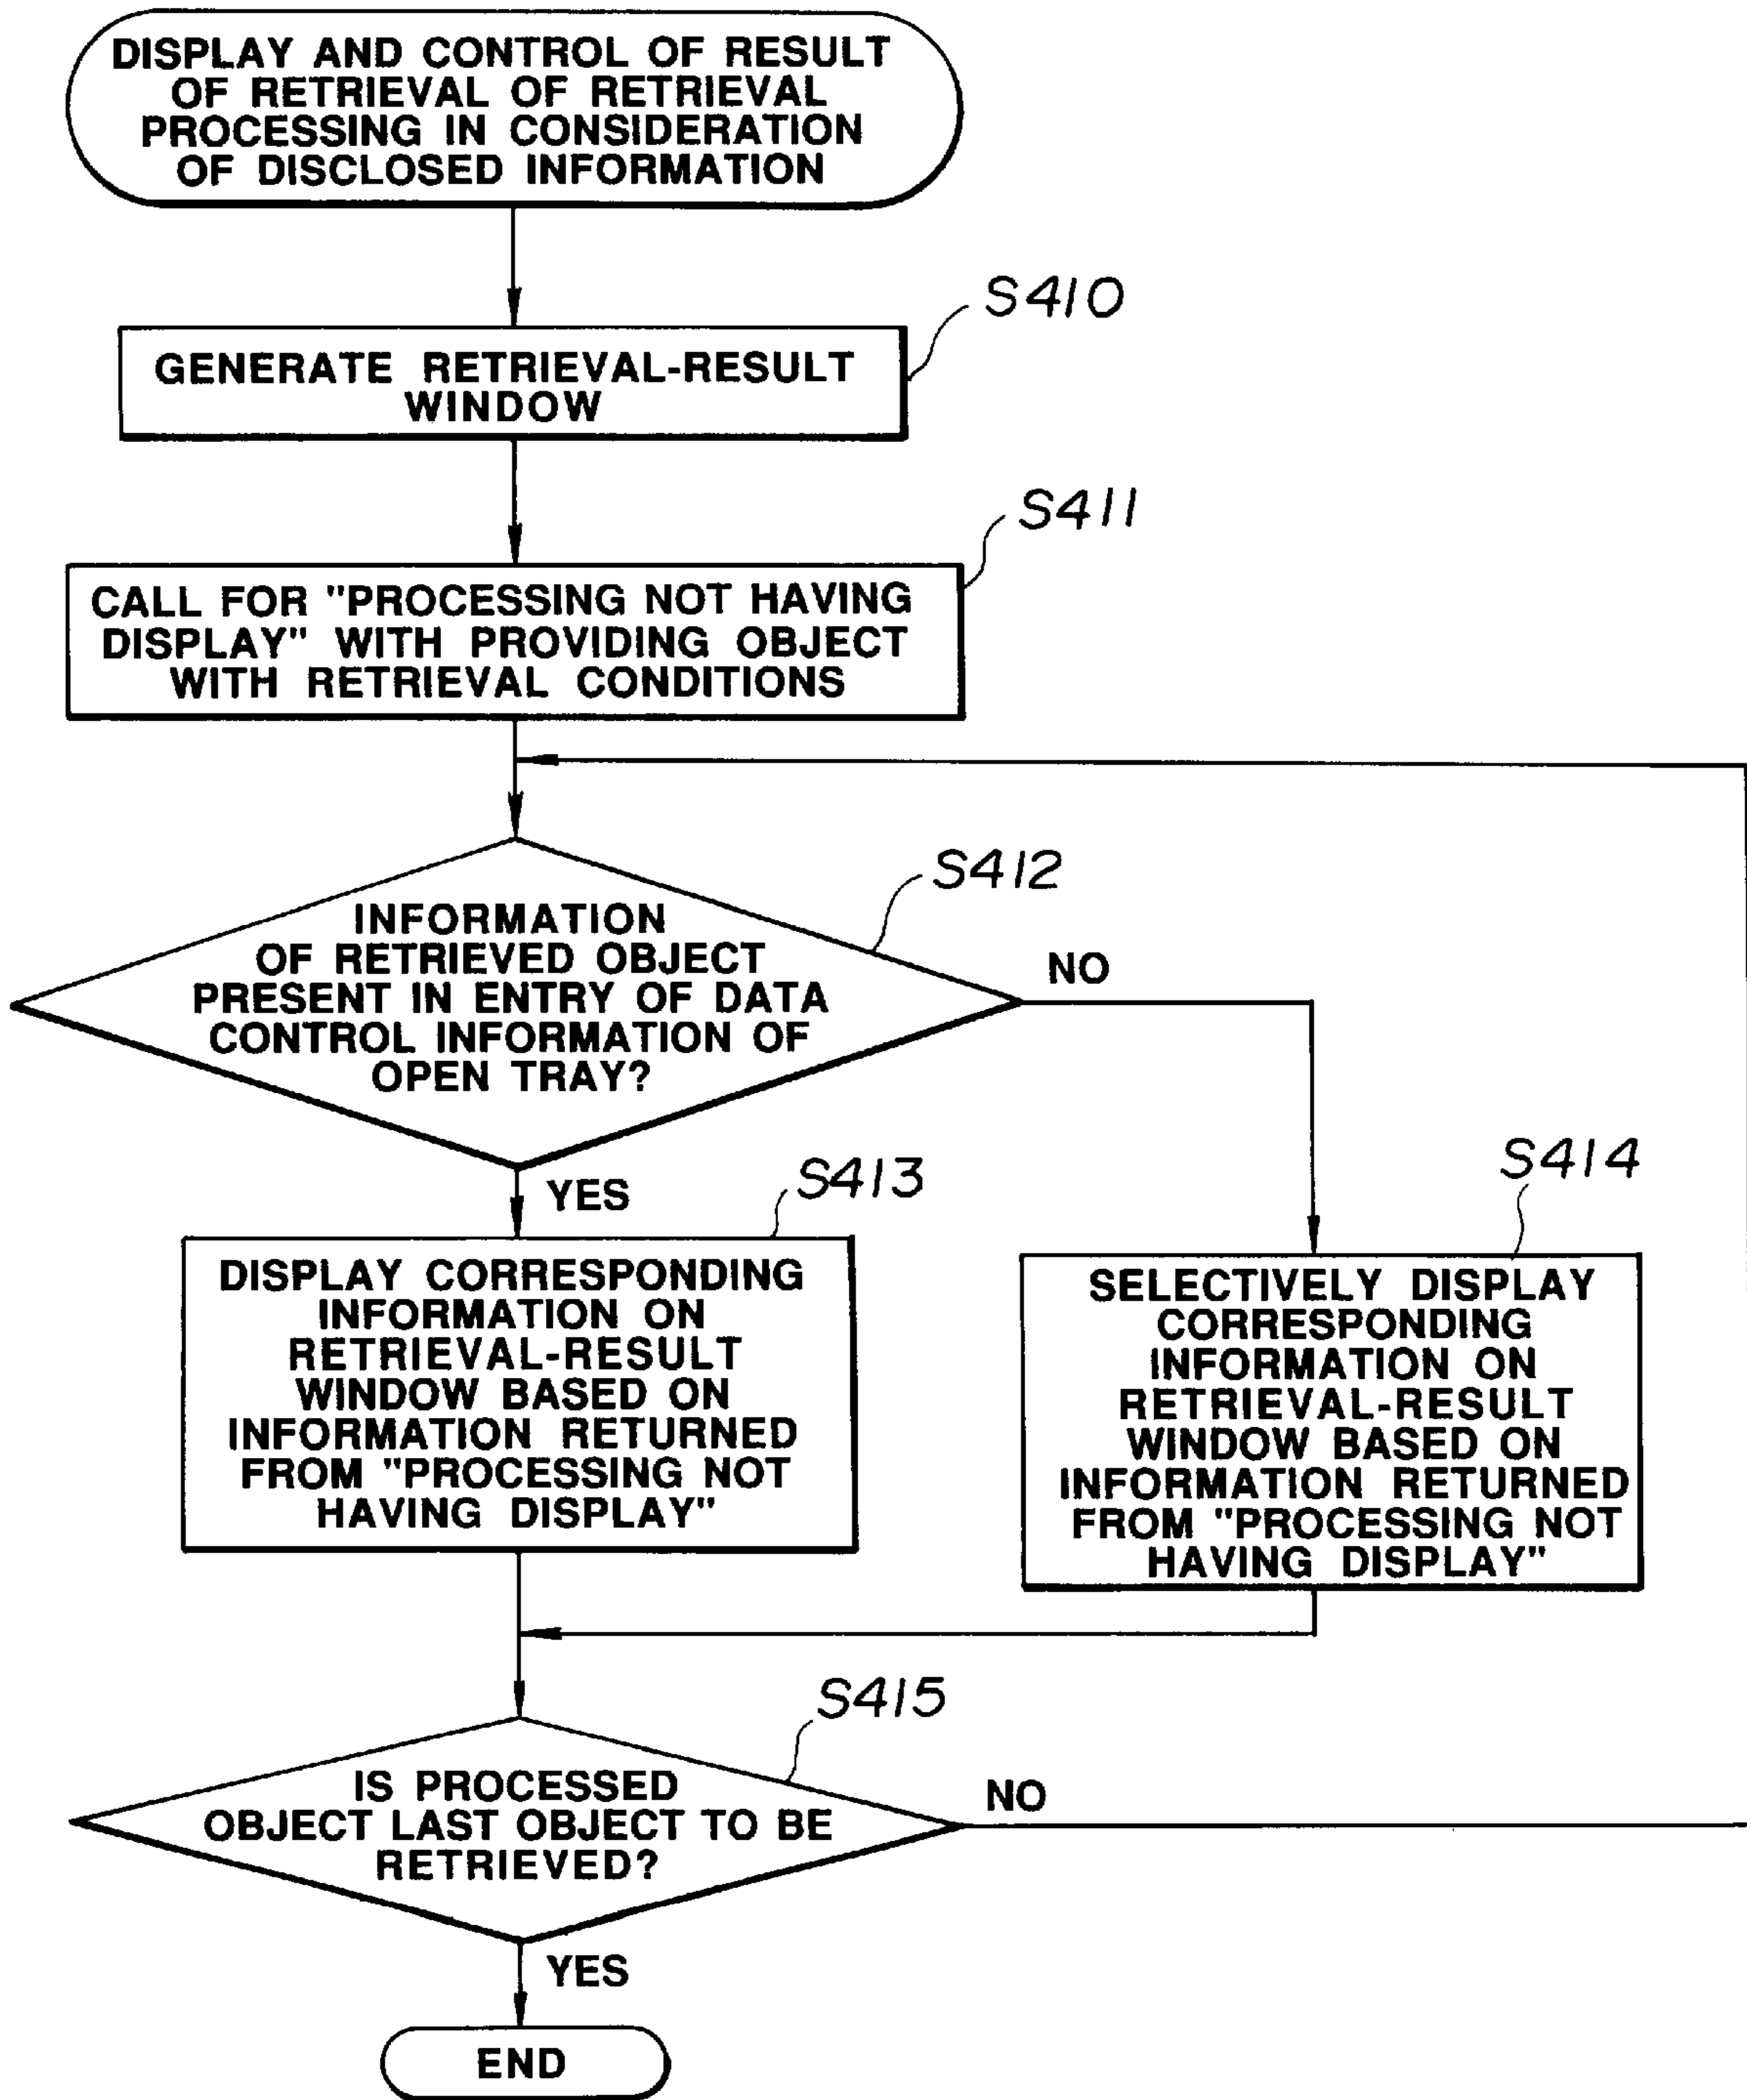 DISPLAY AND CONTROL OF RESULT
OF RETRIEVAL OF RETRIEVAL
PROCESSING IN CONSIDERATION
OF DISCLOSED INFORMATION
S410
GENERATE RETRIEVAL-RESULT
WINDOW
S411
CALL FOR "PROCESSING NOT HAVING
DISPLAY" WITH PROVIDING OBJECT
WITH RETRIEVAL CONDITIONS
S412
INFORMATION
OF RETRIEVED OBJECT
PRESENT IN ENTRY OF DATA
CONTROL INFORMATION OF
OPEN TRAY?
NO
YES
S413
DISPLAY CORRESPONDING
INFORMATION ON
RETRIEVAL-RESULT
WINDOW BASED ON
INFORMATION RETURNED
FROM "PROCESSING NOT
HAVING DISPLAY"
S414
SELECTIVELY DISPLAY
CORRESPONDING
INFORMATION ON
RETRIEVAL-RESULT
WINDOW BASED ON
INFORMATION RETURNED
FROM "PROCESSING NOT
HAVING DISPLAY"
S415
IS PROCESSED
OBJECT LAST OBJECT TO BE
RETRIEVED?
NO
YES
END